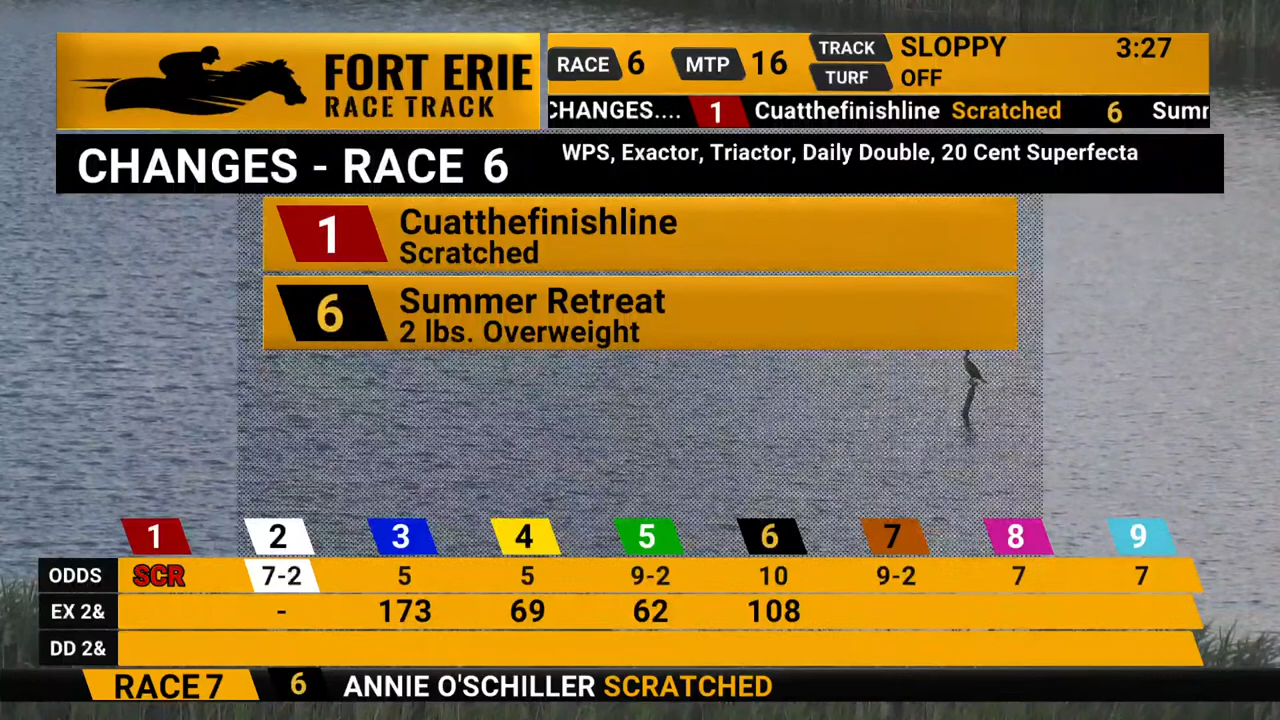 FORT ERIE
RACE TRACK
RACE 6 MTP 16 TRACK SLOPPY 3:27
TURF OFF
CHANGES.... 1 Cuatthefinishline Scratched 6
CHANGES - RACE 6 WPS, Exactor, Triactor, Daily Double, 20 Cent Superfecta
1 Cuatthefinishline
Scratched
6 Summer Retreat
2 lbs. Overweight
1 2 3 4 5 6 7 8 9
ODDS SCR 7-2 5 5 9-2 10 9-2 7 7
EX 2& - 173 69 62 108
DD 2&
RACE 7 6 ANNIE O'SCHILLER SCRATCHED